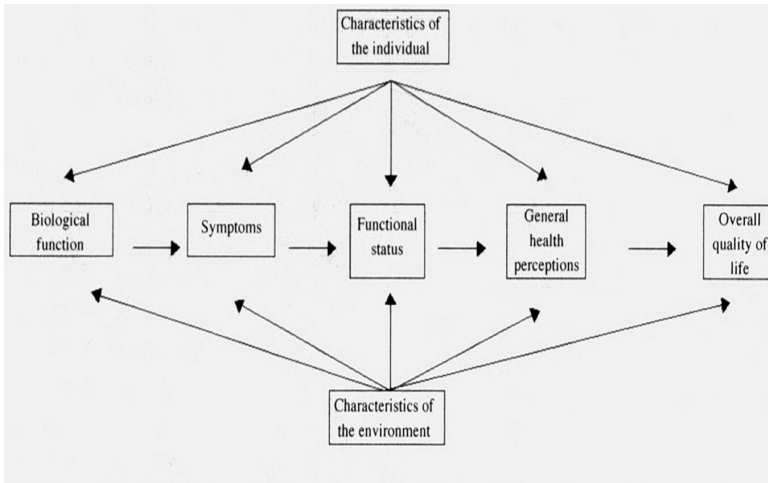 Characteristics of
the individual
Biological
function
Symptoms
Functional
status
General
health
perceptions
Overall
quality of
life
Characteristics of
the environment